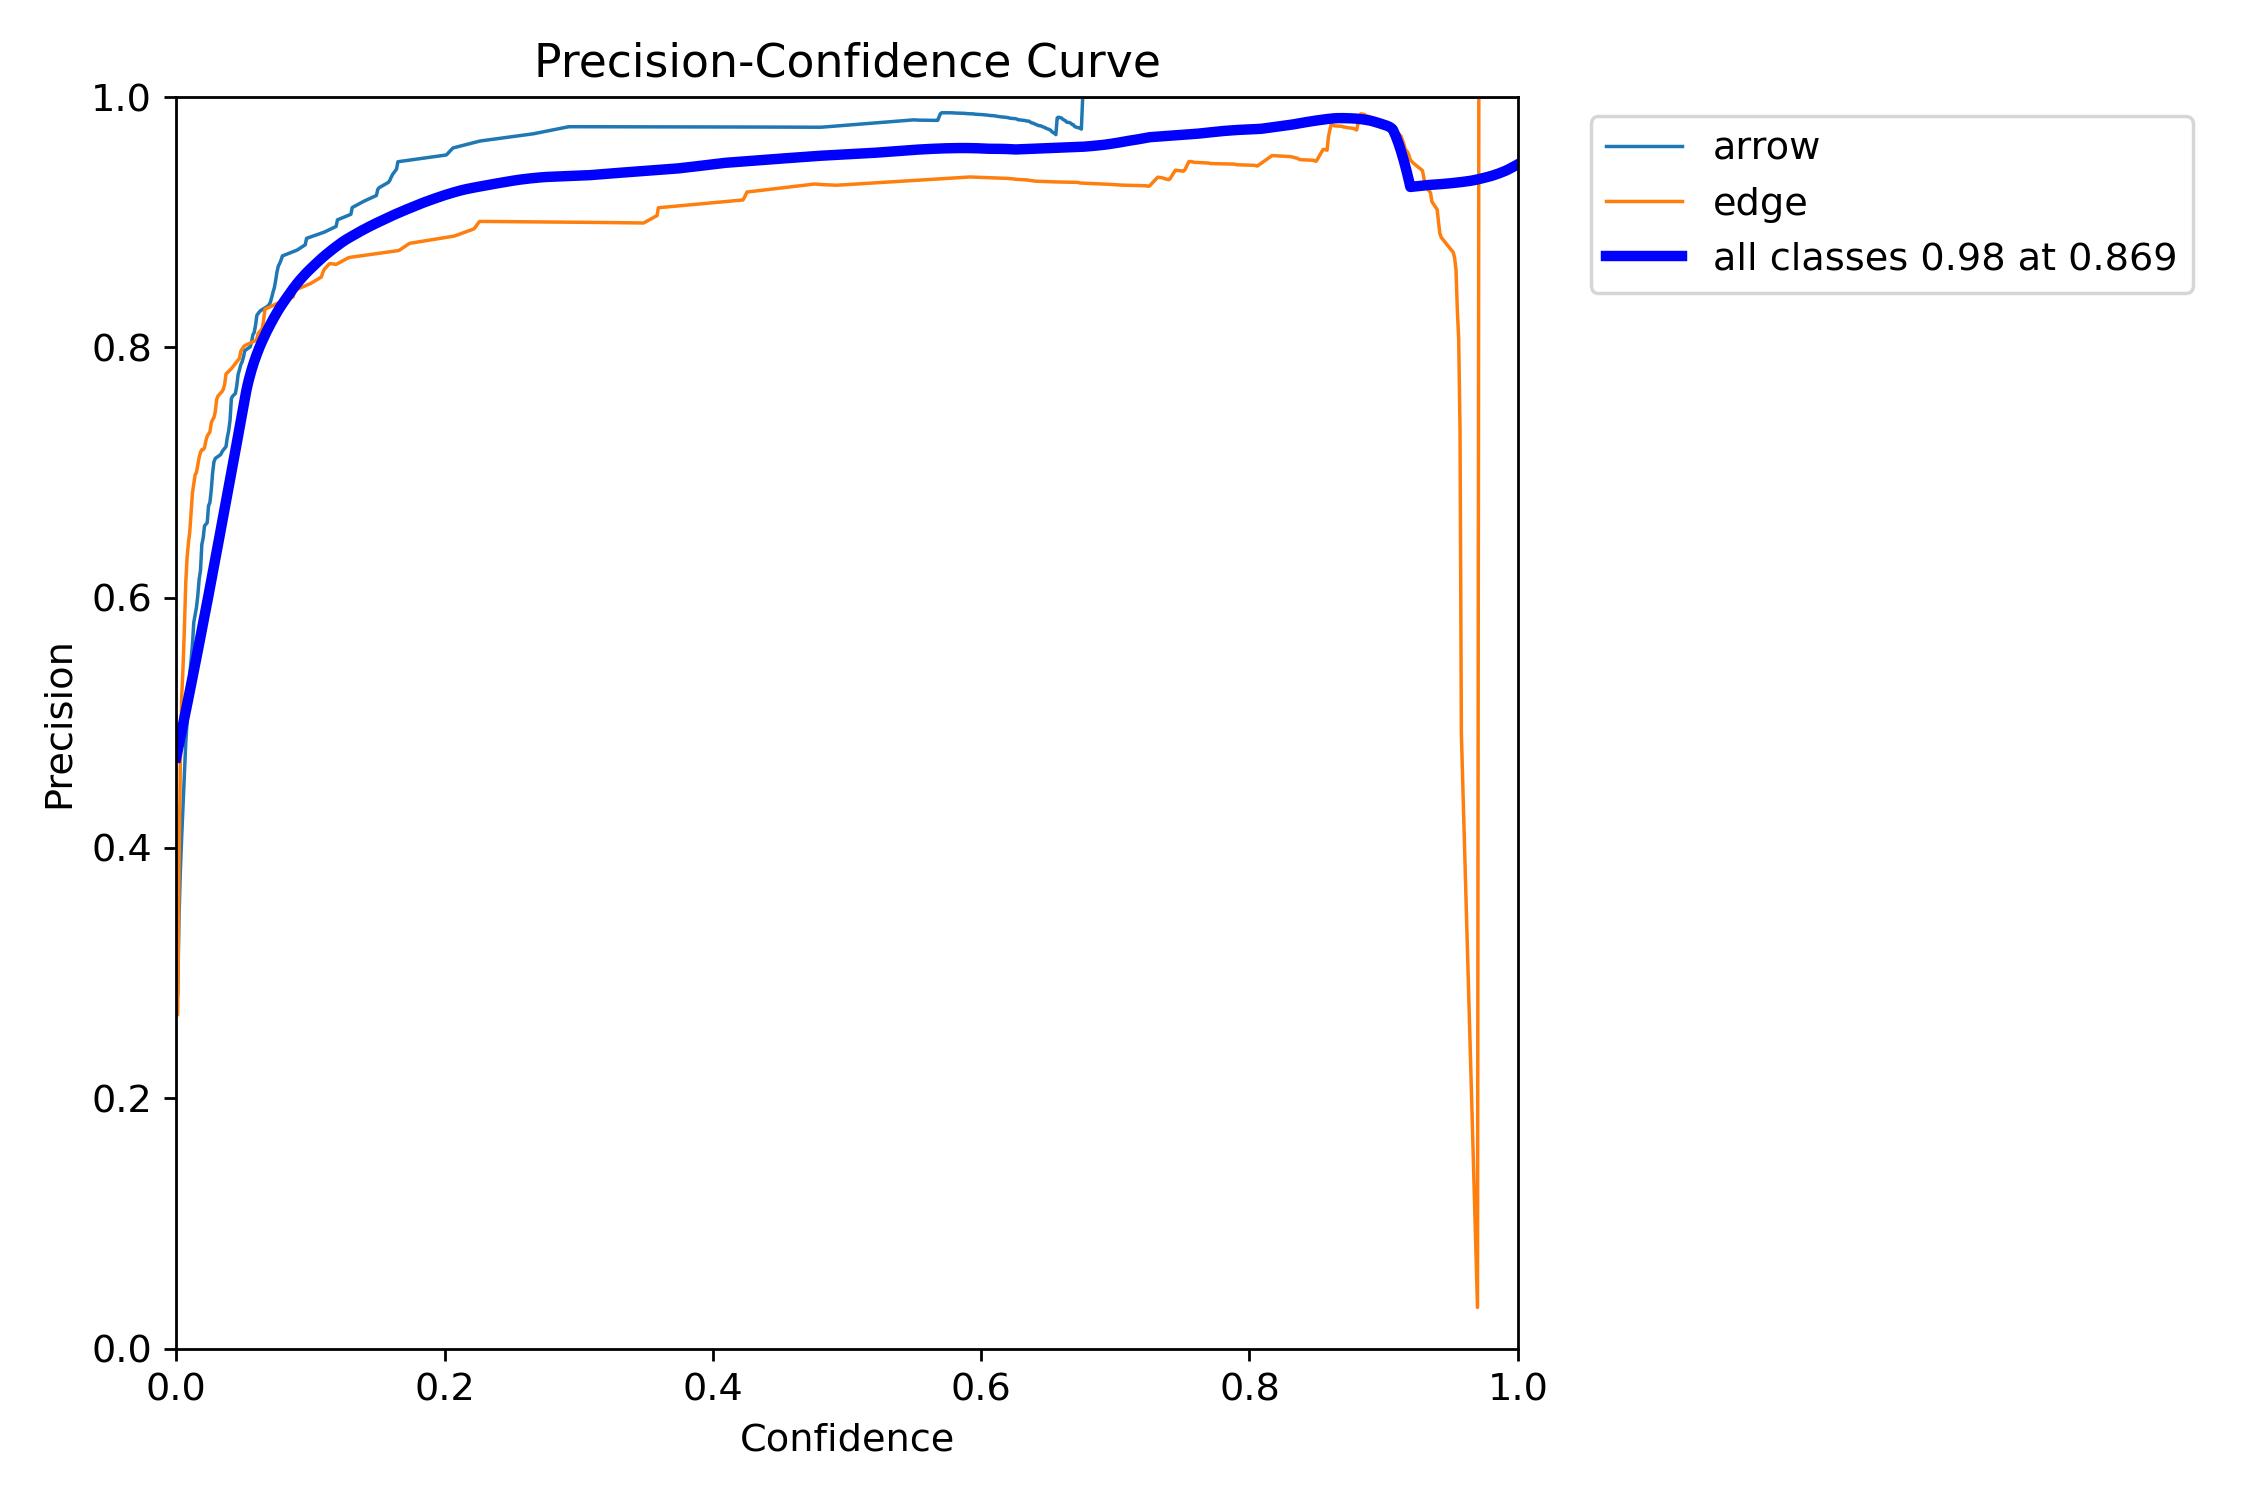 Precision-Confidence Curve
1.0
0.8
0.6
0.4
0.2
0.0
Precision
0.0 0.2 0.4 0.6 0.8 1.0
Confidence
arrow
edge
all classes 0.98 at 0.869